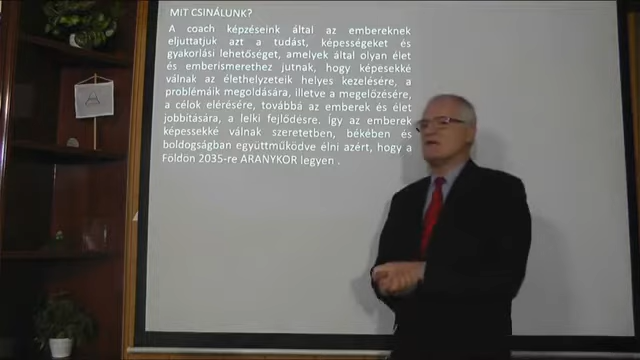 MIT CSINÁLUNK?
A coach képzéseink által az embereknek
eljuttatjuk azt a tudást, képességeket és
gyakorlási lehetőséget, amelyek által olyan élet
és emberismerethez jutnak, hogy képesekké
válnak az élethelyzeteik helyes kezelésére, a
problémáik megoldására, illetve a megelőzésére,
a célok elérésére, továbbá az emberek és élet
jobbítására, a lelki fejlődésre. Így az emberek
képessekké válnak szeretetben, békében és
boldogságban együttműködve élni azért, hogy a
Földön 2035-re ARANYKOR legyen .